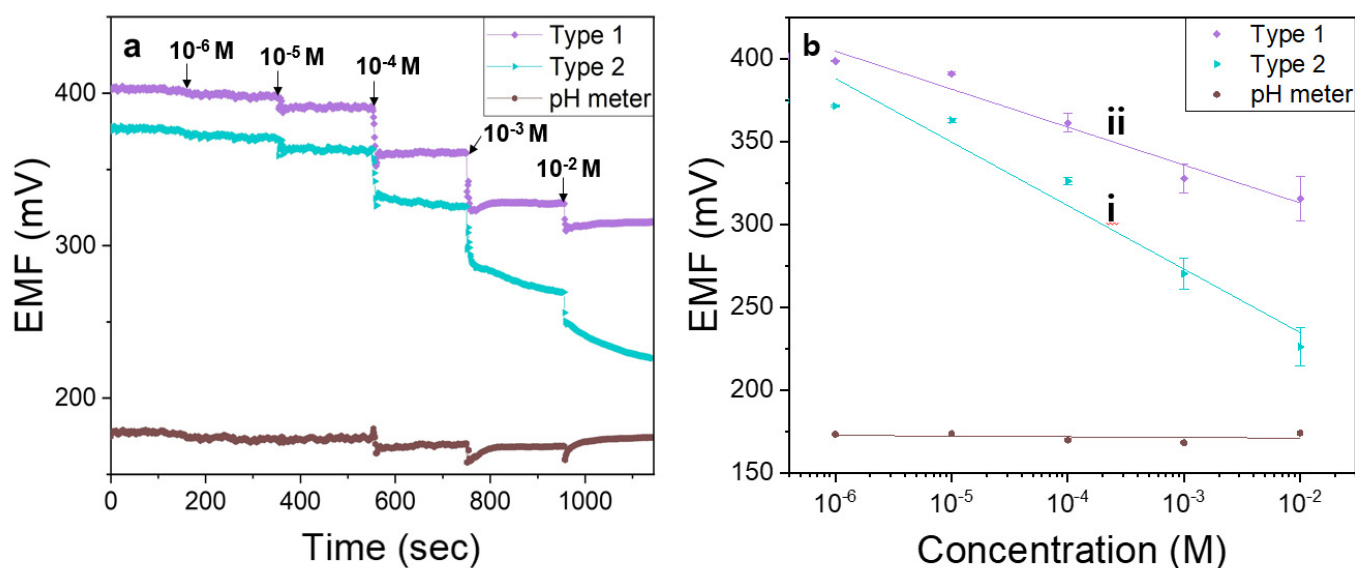 a
10⁻⁶ M
10⁻⁵ M
10⁻⁴ M
10⁻³ M
10⁻² M
Type 1
Type 2
pH meter
EMF (mV)
400
300
200
0
200
400
600
800
1000
Time (sec)
b
Type 1
Type 2
pH meter
ii
i
EMF (mV)
400
350
300
250
200
150
10⁻⁶
10⁻⁵
10⁻⁴
10⁻³
10⁻²
Concentration (M)